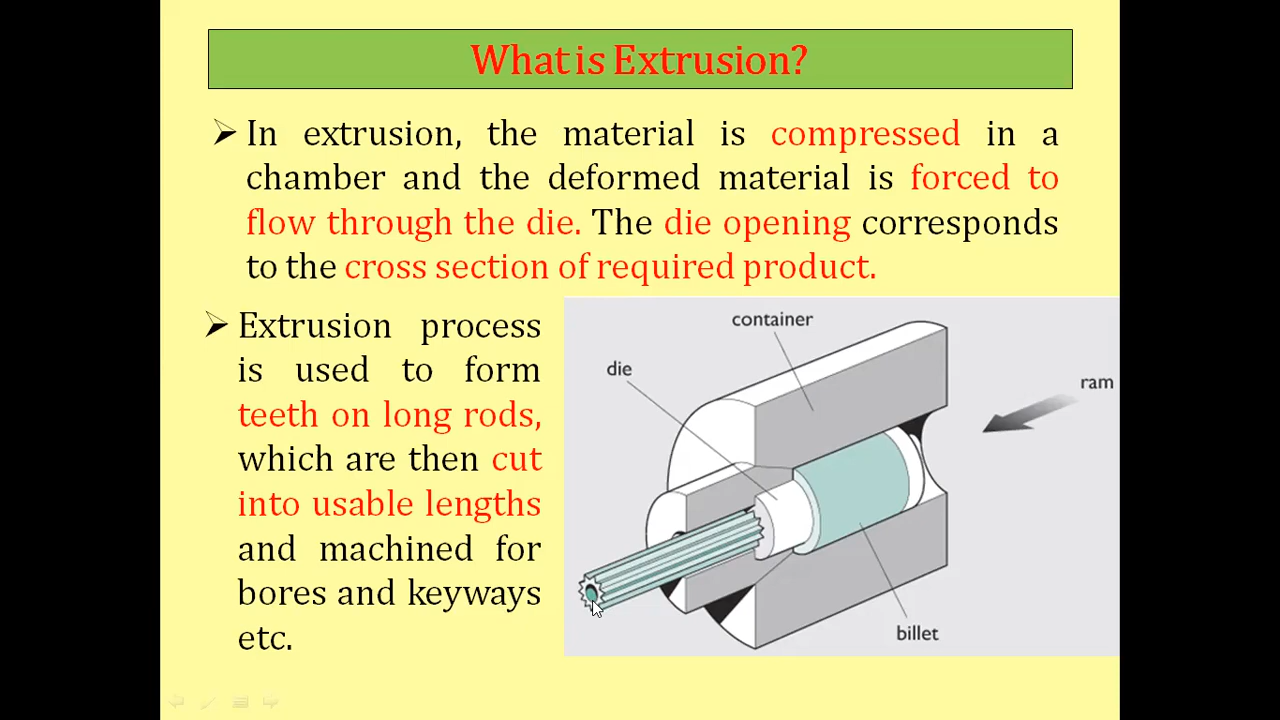 What is Extrusion?
➢ In extrusion, the material is compressed in a
chamber and the deformed material is forced to
flow through the die. The die opening corresponds
to the cross section of required product.
➢ Extrusion process
is used to form
teeth on long rods,
which are then cut
into usable lengths
and machined for
bores and keyways
etc.
container
die
ram
billet